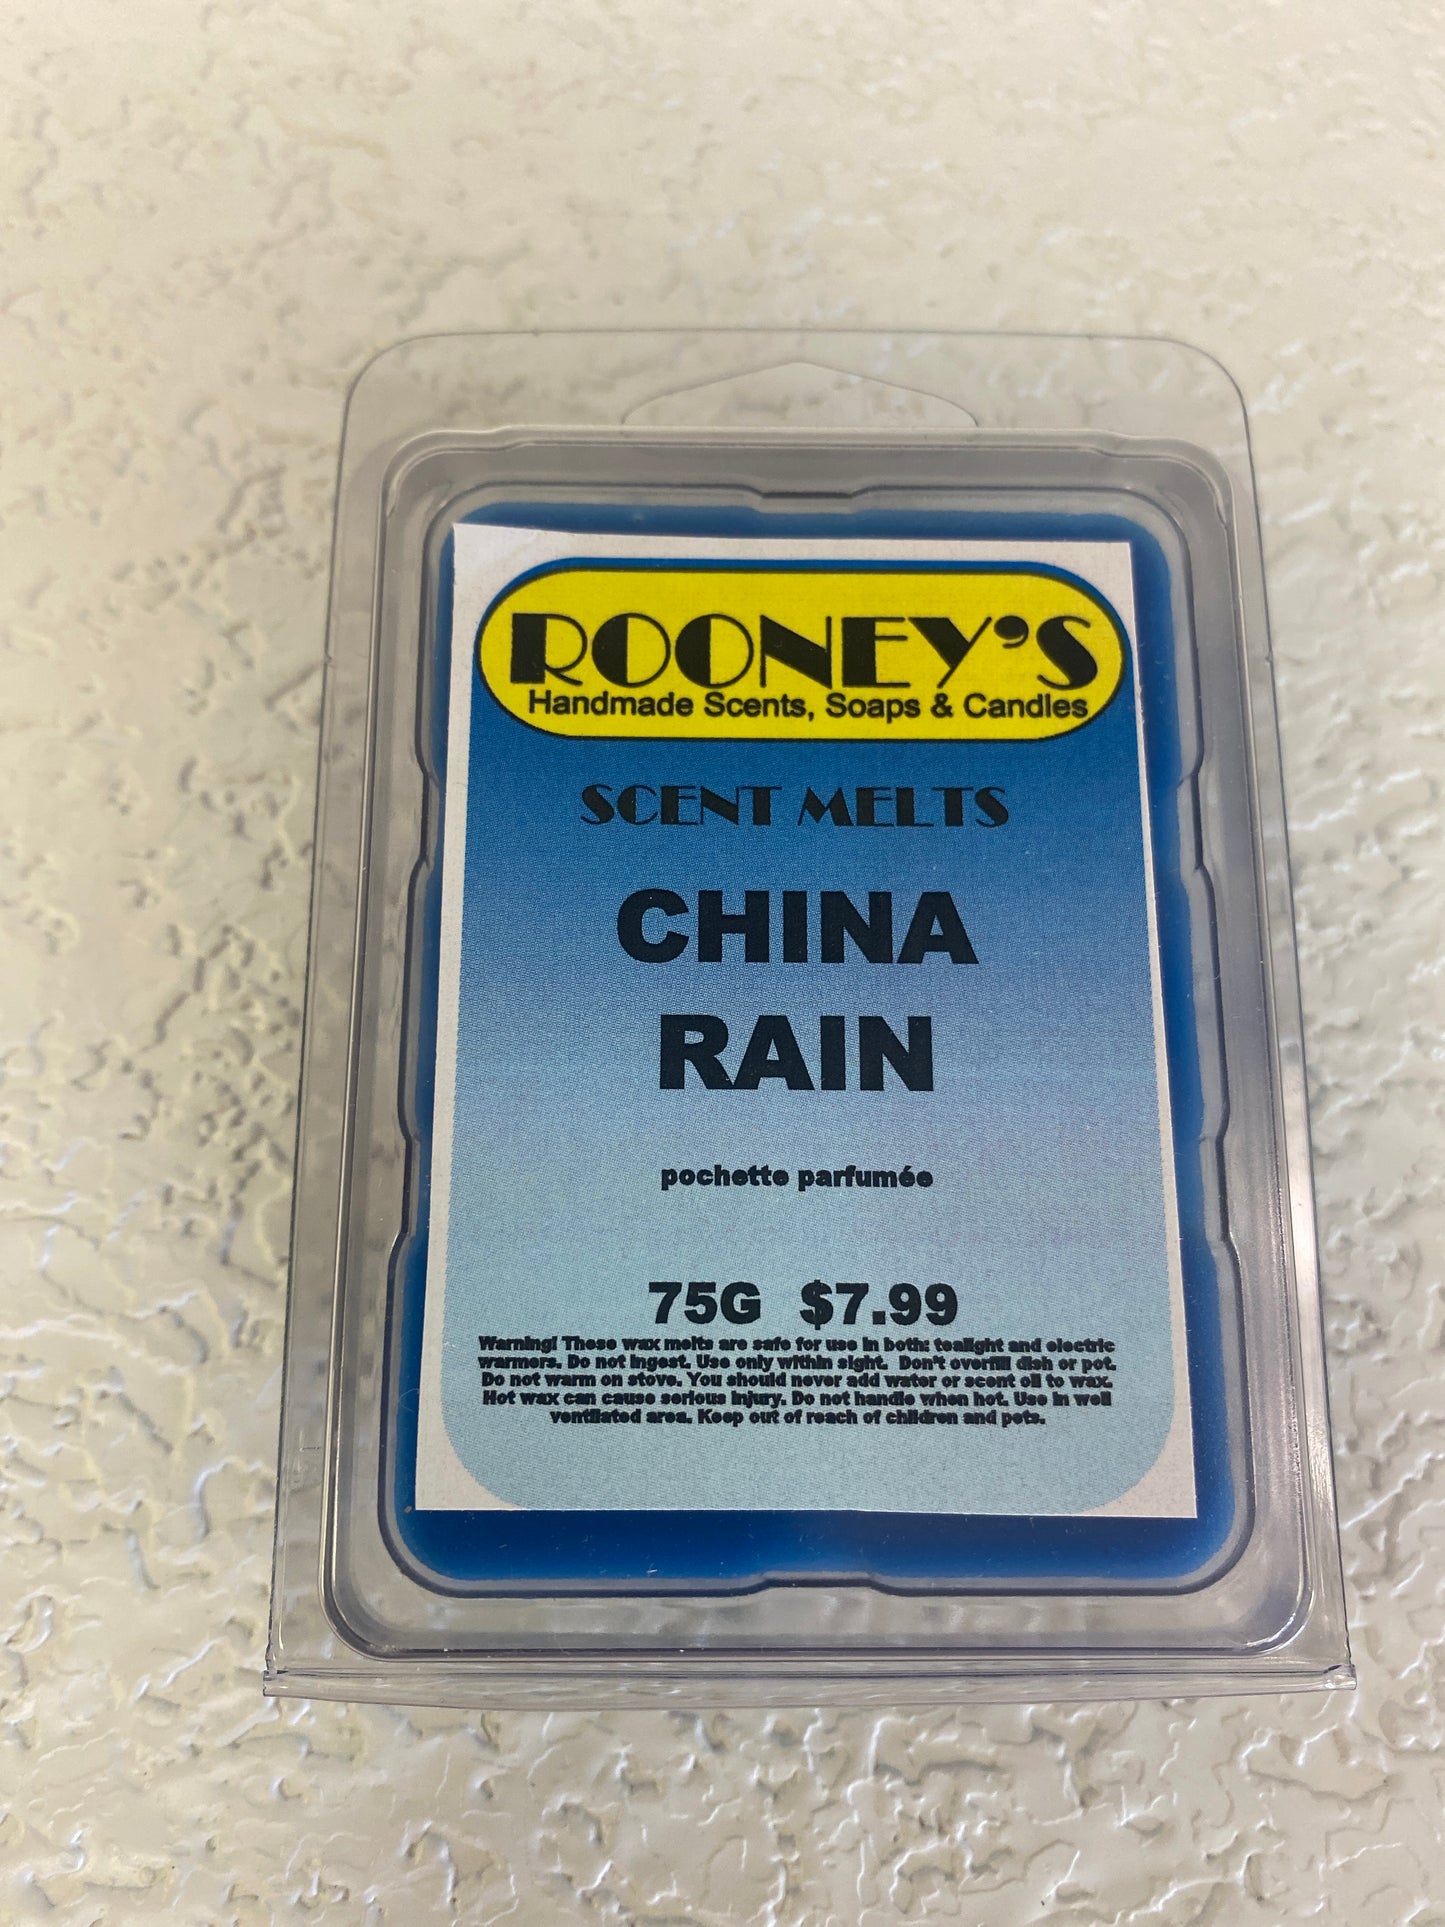 ROONEY'S
Handmade Scents, Soaps & Candles
SCENT MELTS
CHINA
RAIN
pochette parfumée
75G $7.99
Warning! These wax melts are safe for use in both: tealight and electric
warmers. Do not ingest. Use only within sight. Don't overfill dish or pot.
Do not warm on stove. You should never add water or scent oil to wax.
Hot wax can cause serious injury. Do not handle when hot. Use in well
ventilated area. Keep out of reach of children and pets.